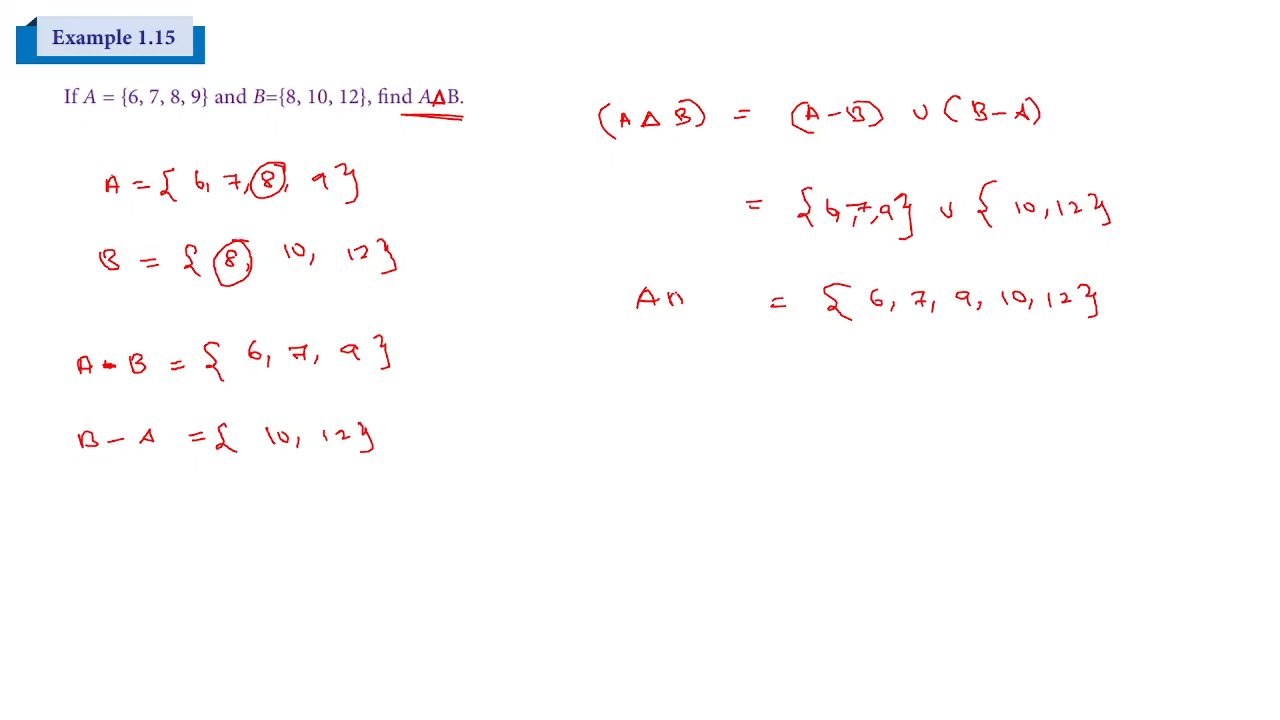 Example 1.15
If A = {6, 7, 8, 9} and B={8, 10, 12}, find AΔB.
A = { 6, 7, 8, 9 }
B = { 8, 10, 12 }
A - B = { 6, 7, 9 }
B - A = { 10, 12 }
(A Δ B) = (A - B) ∪ (B - A)
= { 6, 7, 9 } ∪ { 10, 12 }
An = { 6, 7, 9, 10, 12 }